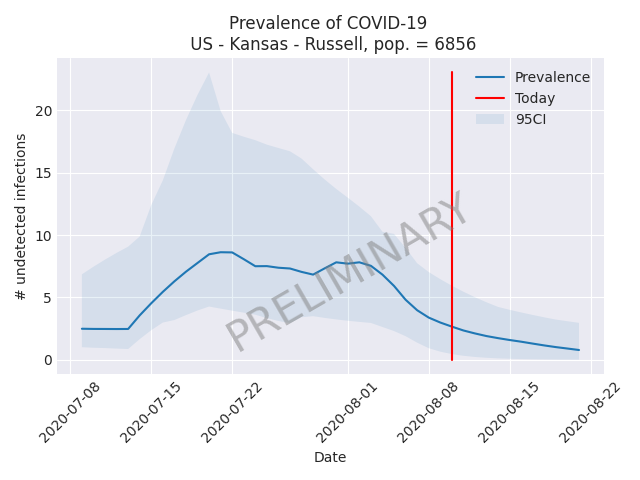 Prevalence of COVID-19
US - Kansas - Russell, pop. = 6856
# undetected infections
20
15
10
5
0
Prevalence
Today
95CI
PRELIMINARY
2020-07-08
2020-07-15
2020-07-22
2020-08-01
2020-08-08
2020-08-15
2020-08-22
Date